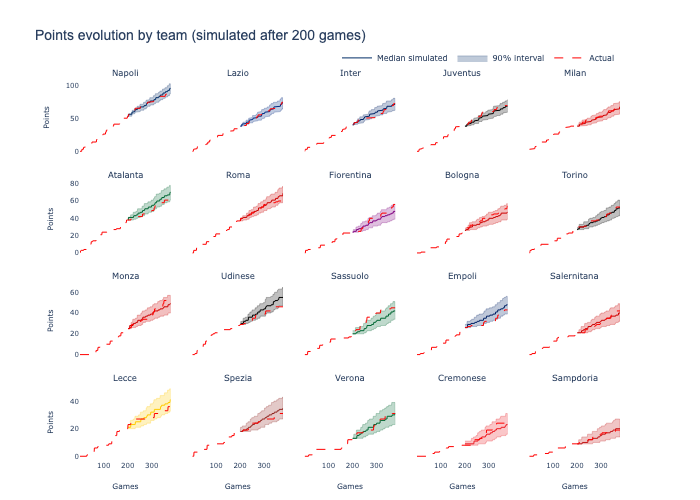 Points evolution by team (simulated after 200 games)
Median simulated 90% interval Actual
Napoli Lazio Inter Juventus Milan
100
50
0
Points
Atalanta Roma Fiorentina Bologna Torino
80
60
40
20
0
Points
Monza Udinese Sassuolo Empoli Salernitana
60
40
20
0
Points
Lecce Spezia Verona Cremonese Sampdoria
40
20
0
Points
100 200 300 100 200 300 100 200 300 100 200 300 100 200 300
Games Games Games Games Games